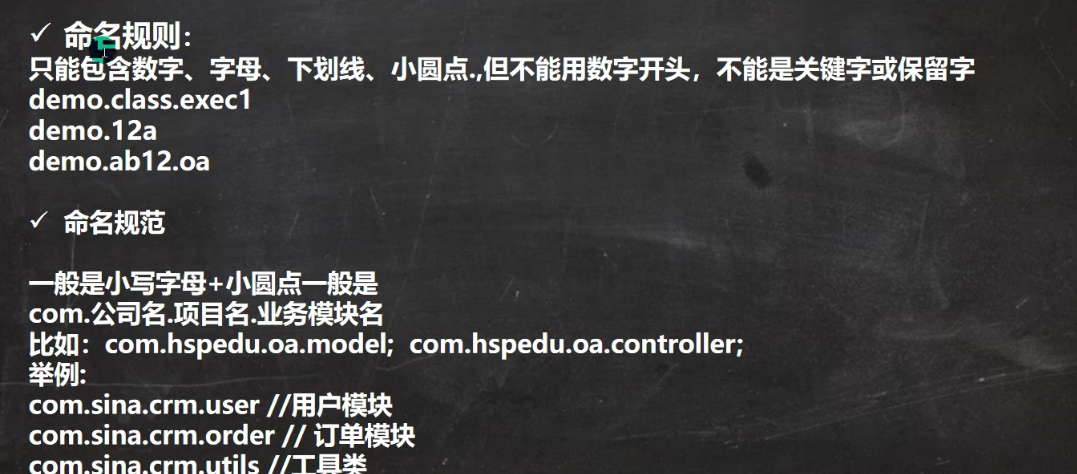 ✓ 命名规则：
只能包含数字、字母、下划线、小圆点.,但不能用数字开头，不能是关键字或保留字
demo.class.exec1
demo.12a
demo.ab12.oa
✓ 命名规范
一般是小写字母+小圆点一般是
com.公司名.项目名.业务模块名
比如：com.hspedu.oa.model; com.hspedu.oa.controller;
举例:
com.sina.crm.user //用户模块
com.sina.crm.order // 订单模块
com.sina.crm.utils //工具类